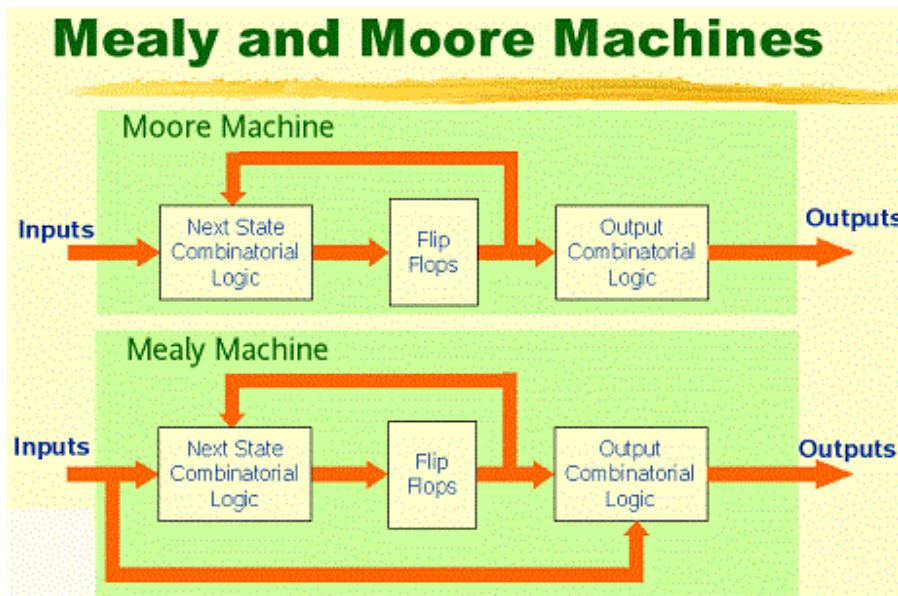 Mealy and Moore Machines
Moore Machine
Inputs
Next State
Combinatorial
Logic
Flip
Flops
Output
Combinatorial
Logic
Outputs
Mealy Machine
Inputs
Next State
Combinatorial
Logic
Flip
Flops
Output
Combinatorial
Logic
Outputs